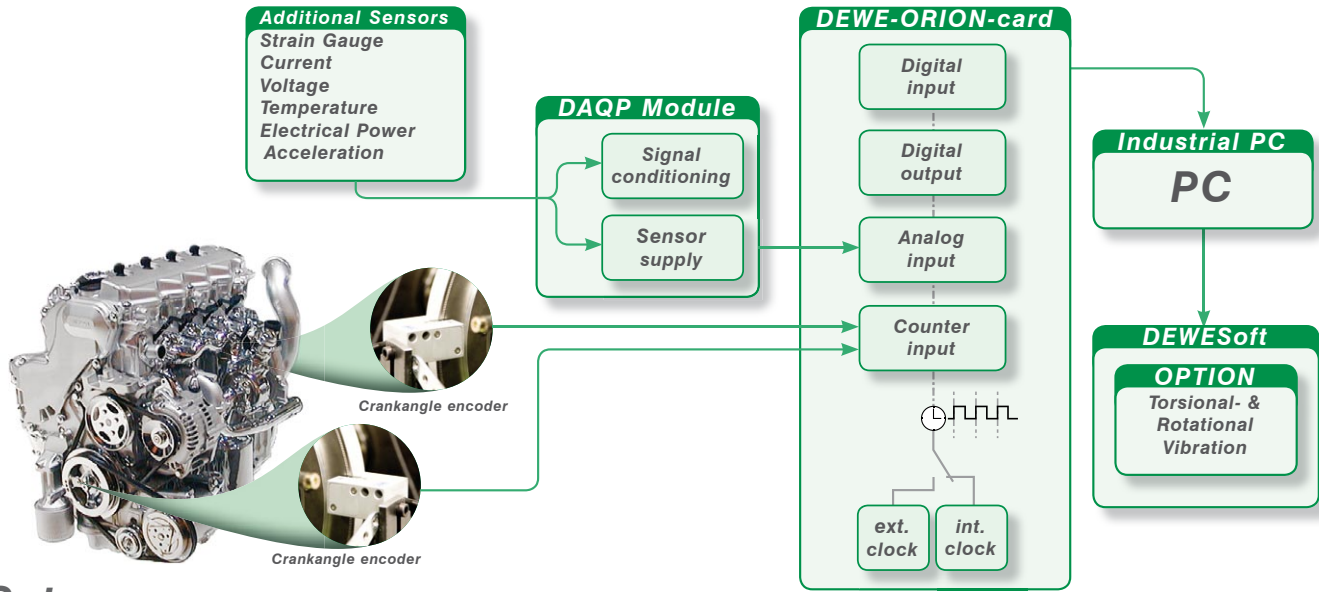 Additional Sensors
Strain Gauge
Current
Voltage
Temperature
Electrical Power
Acceleration
DAQP Module
Signal
conditioning
Sensor
supply
DEWE-ORION-card
Digital
input
Digital
output
Analog
input
Counter
input
ext.
clock
int.
clock
Industrial PC
PC
DEWESoft
OPTION
Torsional- &
Rotational
Vibration
Crankangle encoder
Crankangle encoder